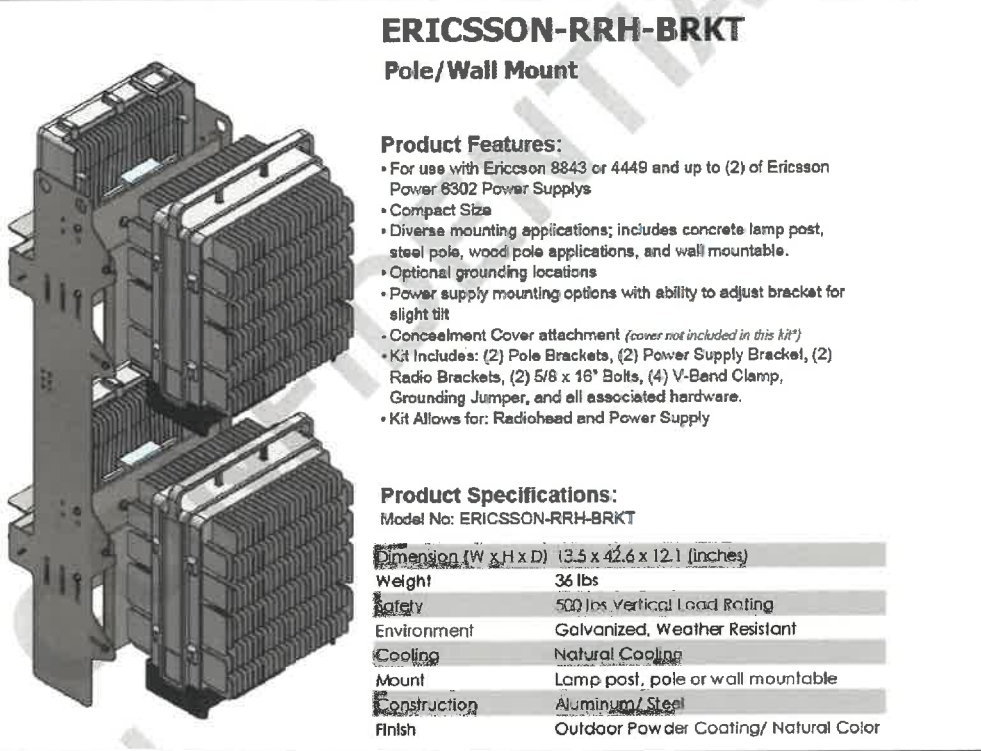 ERICSSON-RRH-BRKT
Pole/Wall Mount
Product Features:
• For use with Ericcson 8843 or 4449 and up to (2) of Ericsson
Power 6302 Power Supplys
• Compact Size
• Diverse mounting applications; includes concrete lamp post,
steel pole, wood pole applications, and wall mountable.
• Optional grounding locations
• Power supply mounting options with ability to adjust bracket for
slight tilt
• Concealment Cover attachment (cover not included in this kit*)
• Kit Includes: (2) Pole Brackets, (2) Power Supply Bracket, (2)
Radio Brackets, (2) 5/8 x 16" Bolts, (4) V-Band Clamp,
Grounding Jumper, and all associated hardware.
• Kit Allows for: Radiohead and Power Supply
Product Specifications:
Model No: ERICSSON-RRH-BRKT
Dimension (W x H x D) 13.5 x 42.6 x 12.1 (inches)
Weight 36 lbs
Safety 500 lbs Vertical Load Rating
Environment Galvanized, Weather Resistant
Cooling Natural Cooling
Mount Lamp post, pole or wall mountable
Construction Aluminum/ Steel
Finish Outdoor Powder Coating/ Natural Color